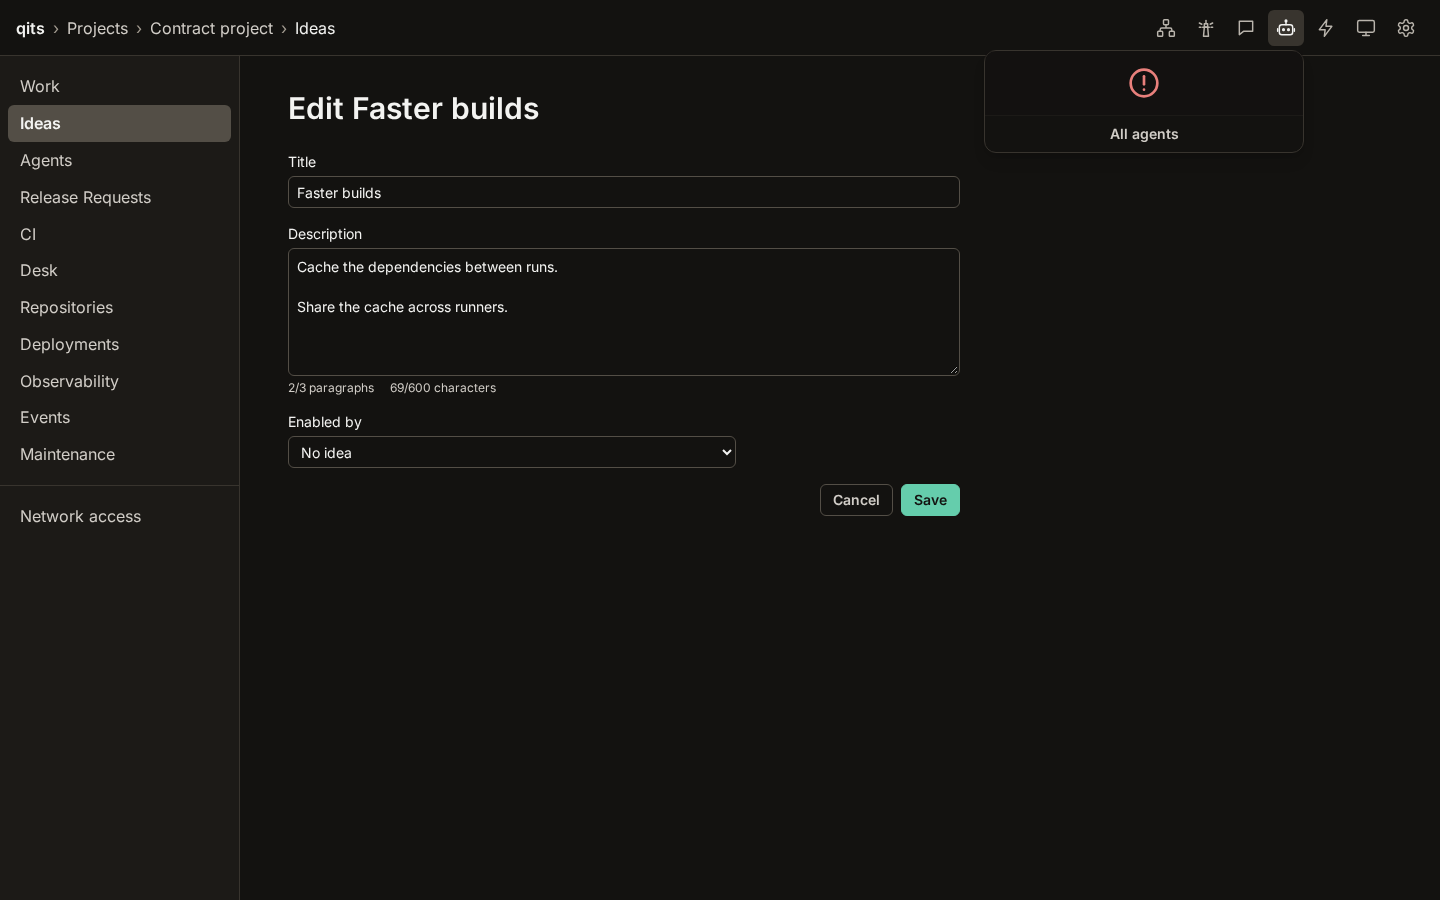 qits › Projects › Contract project › Ideas
Work
Ideas
Agents
Release Requests
CI
Desk
Repositories
Deployments
Observability
Events
Maintenance
Network access
Edit Faster builds
Title
Faster builds
Description
Cache the dependencies between runs.
Share the cache across runners.
2/3 paragraphs 69/600 characters
Enabled by
No idea
Cancel Save
All agents